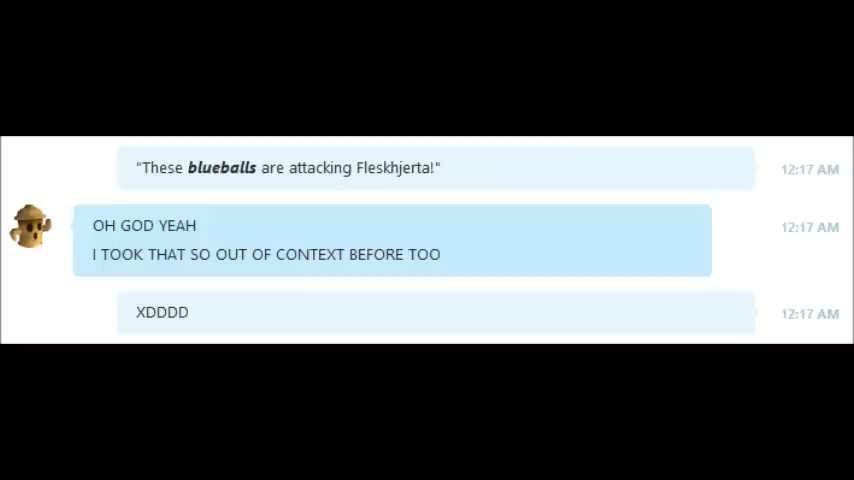 "These blueballs are attacking Fleskhjerta!"
12:17 AM
OH GOD YEAH
12:17 AM
I TOOK THAT SO OUT OF CONTEXT BEFORE TOO
XDDDD
12:17 AM